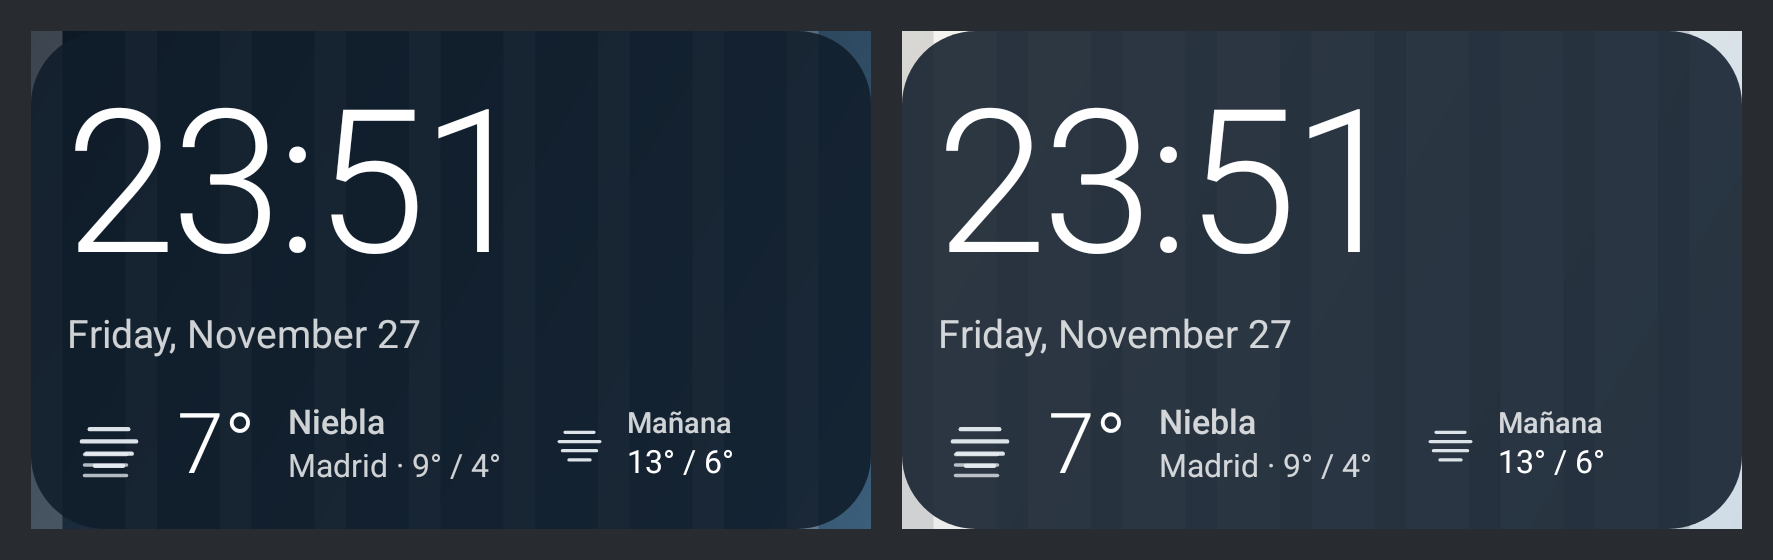 23:51
Friday, November 27
7°
Niebla
Madrid · 9° / 4°
Mañana
13° / 6°
23:51
Friday, November 27
7°
Niebla
Madrid · 9° / 4°
Mañana
13° / 6°